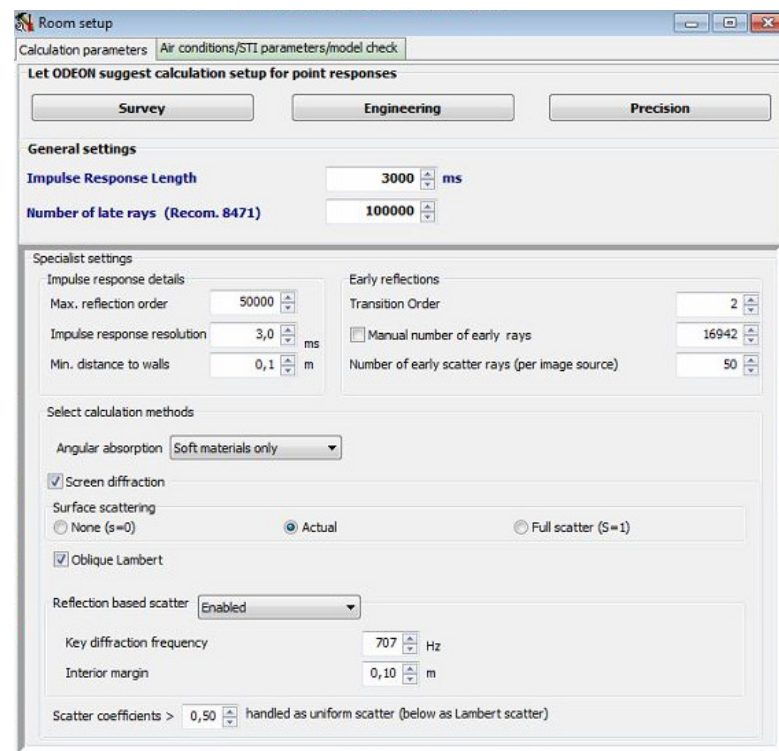 Room setup
Calculation parameters Air conditions/STI parameters/model check
Let ODEON suggest calculation setup for point responses
Survey Engineering Precision
General settings
Impulse Response Length 3000 ms
Number of late rays (Recom. 8471) 100000
Specialist settings
Impulse response details Early reflections
Max. reflection order 50000 Transition Order 2
Impulse response resolution 3,0 ms Manual number of early rays 16942
Min. distance to walls 0,1 m Number of early scatter rays (per image source) 50
Select calculation methods
Angular absorption Soft materials only
Screen diffraction
Surface scattering
None (s=0) Actual Full scatter (S=1)
Oblique Lambert
Reflection based scatter Enabled
Key diffraction frequency 707 Hz
Interior margin 0,10 m
Scatter coefficients > 0,50 handled as uniform scatter (below as Lambert scatter)